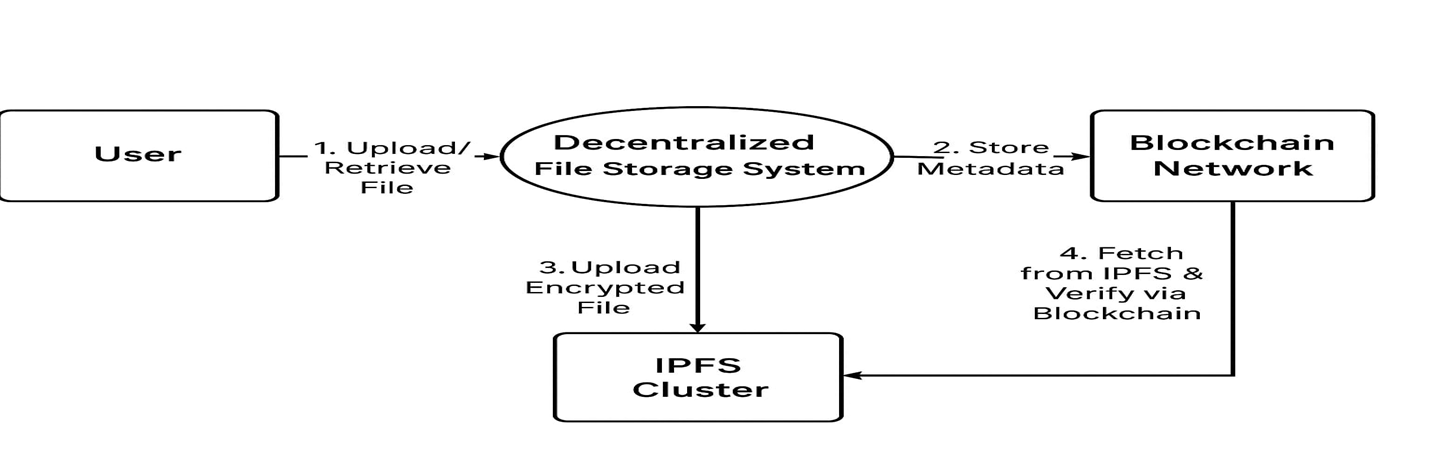 User
1. Upload/
Retrieve
File
Decentralized
File Storage System
2. Store
Metadata
Blockchain
Network
3. Upload
Encrypted
File
4. Fetch
from IPFS &
Verify via
Blockchain
IPFS
Cluster